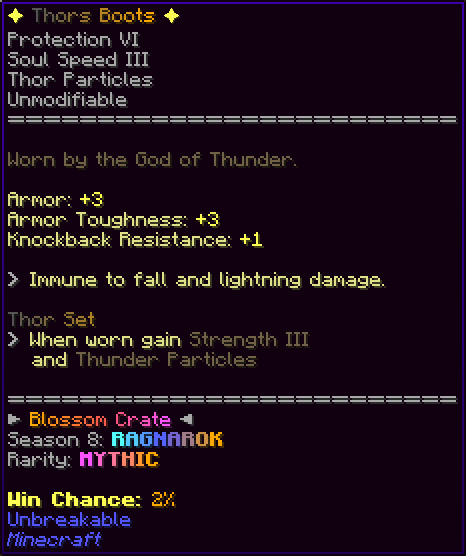 ✦ Thors Boots ✦
Protection VI
Soul Speed III
Thor Particles
Unmodifiable
===========================
Worn by the God of Thunder.
Armor: +3
Armor Toughness: +3
Knockback Resistance: +1
> Immune to fall and lightning damage.
Thor Set
> When worn gain Strength III
and Thunder Particles
===========================
► Blossom Crate ◄
Season 8: RAGNAROK
Rarity: MYTHIC
Win Chance: 2%
Unbreakable
Minecraft